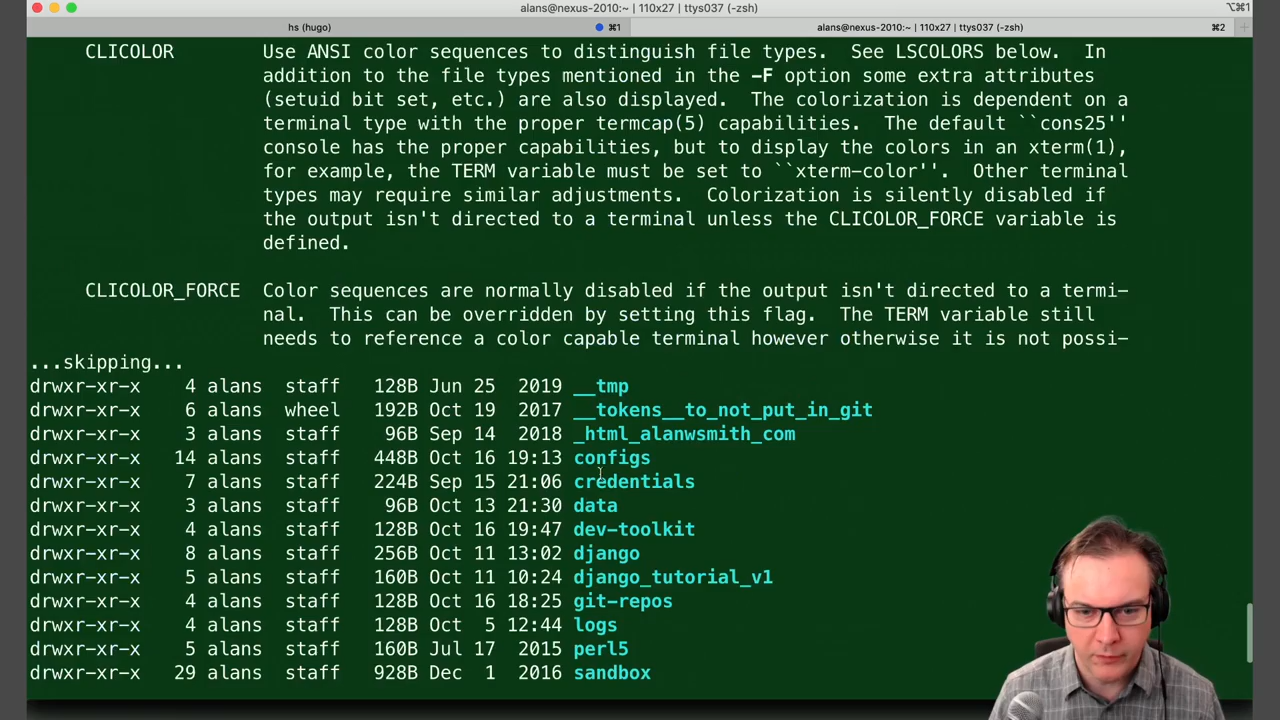 alans@nexus-2010:~ | 110x27 | ttys037 (-zsh)
⌥⌘1
hs (hugo)
⌘1
alans@nexus-2010:~ | 110x27 | ttys037 (-zsh)
⌘2
CLICOLOR Use ANSI color sequences to distinguish file types. See LSCOLORS below. In
addition to the file types mentioned in the -F option some extra attributes
(setuid bit set, etc.) are also displayed. The colorization is dependent on a
terminal type with the proper termcap(5) capabilities. The default ``cons25''
console has the proper capabilities, but to display the colors in an xterm(1),
for example, the TERM variable must be set to ``xterm-color''. Other terminal
types may require similar adjustments. Colorization is silently disabled if
the output isn't directed to a terminal unless the CLICOLOR_FORCE variable is
defined.
CLICOLOR_FORCE Color sequences are normally disabled if the output isn't directed to a termi-
nal. This can be overridden by setting this flag. The TERM variable still
needs to reference a color capable terminal however otherwise it is not possi-
...skipping...
drwxr-xr-x 4 alans staff 128B Jun 25 2019 __tmp
drwxr-xr-x 6 alans wheel 192B Oct 19 2017 __tokens__to_not_put_in_git
drwxr-xr-x 3 alans staff 96B Sep 14 2018 _html_alanwsmith_com
drwxr-xr-x 14 alans staff 448B Oct 16 19:13 configs
drwxr-xr-x 7 alans staff 224B Sep 15 21:06 credentials
drwxr-xr-x 3 alans staff 96B Oct 13 21:30 data
drwxr-xr-x 4 alans staff 128B Oct 16 19:47 dev-toolkit
drwxr-xr-x 8 alans staff 256B Oct 11 13:02 django
drwxr-xr-x 5 alans staff 160B Oct 11 10:24 django_tutorial_v1
drwxr-xr-x 4 alans staff 128B Oct 16 18:25 git-repos
drwxr-xr-x 4 alans staff 128B Oct 5 12:44 logs
drwxr-xr-x 5 alans staff 160B Jul 17 2015 perl5
drwxr-xr-x 29 alans staff 928B Dec 1 2016 sandbox